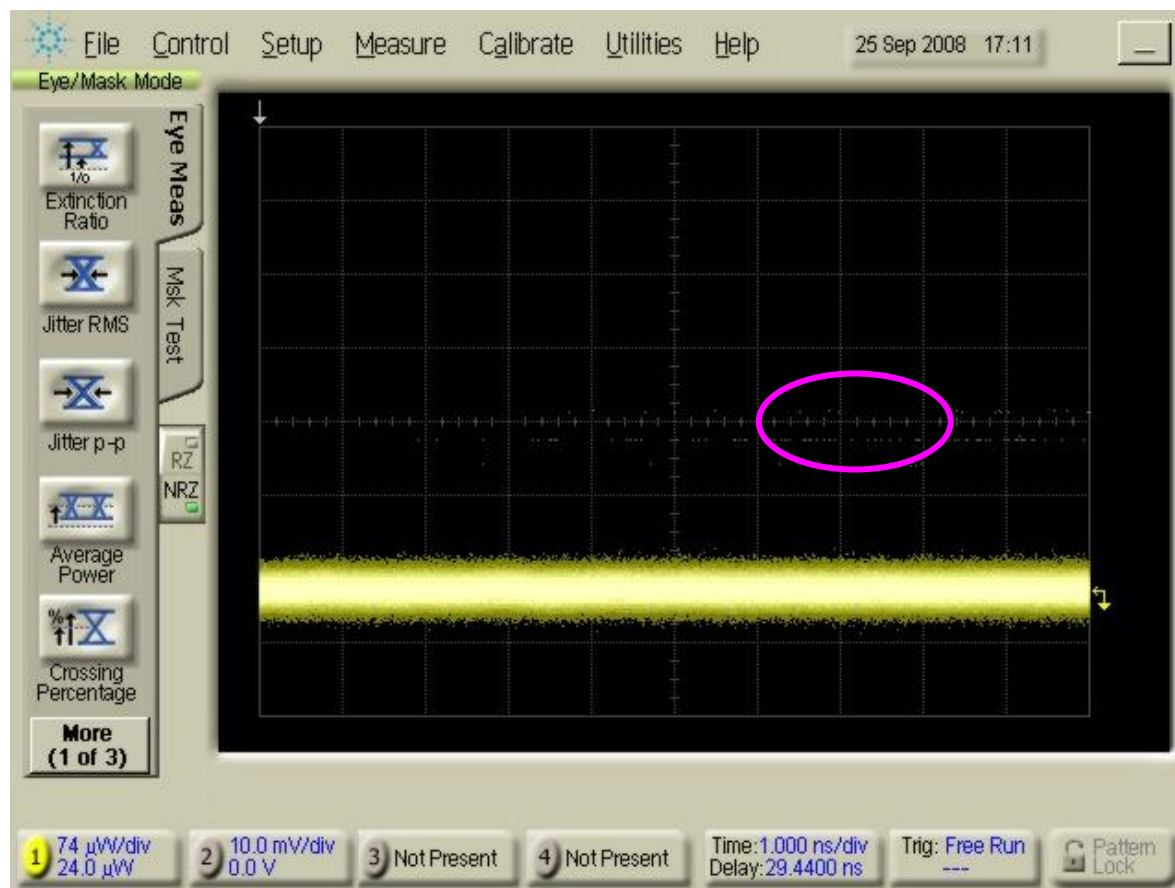 File Control Setup Measure Calibrate Utilities Help 25 Sep 2008 17:11
Eye/Mask Mode
Eye Meas
Msk Test
1/0
Extinction
Ratio
Jitter RMS
Jitter p-p
RZ
NRZ
Average
Power
%
Crossing
Percentage
More
(1 of 3)
1 74 µW/div
24.0 µW
2 10.0 mV/div
0.0 V
3 Not Present
4 Not Present
Time:1.000 ns/div
Delay:29.4400 ns
Trig: Free Run
---
Pattern
Lock